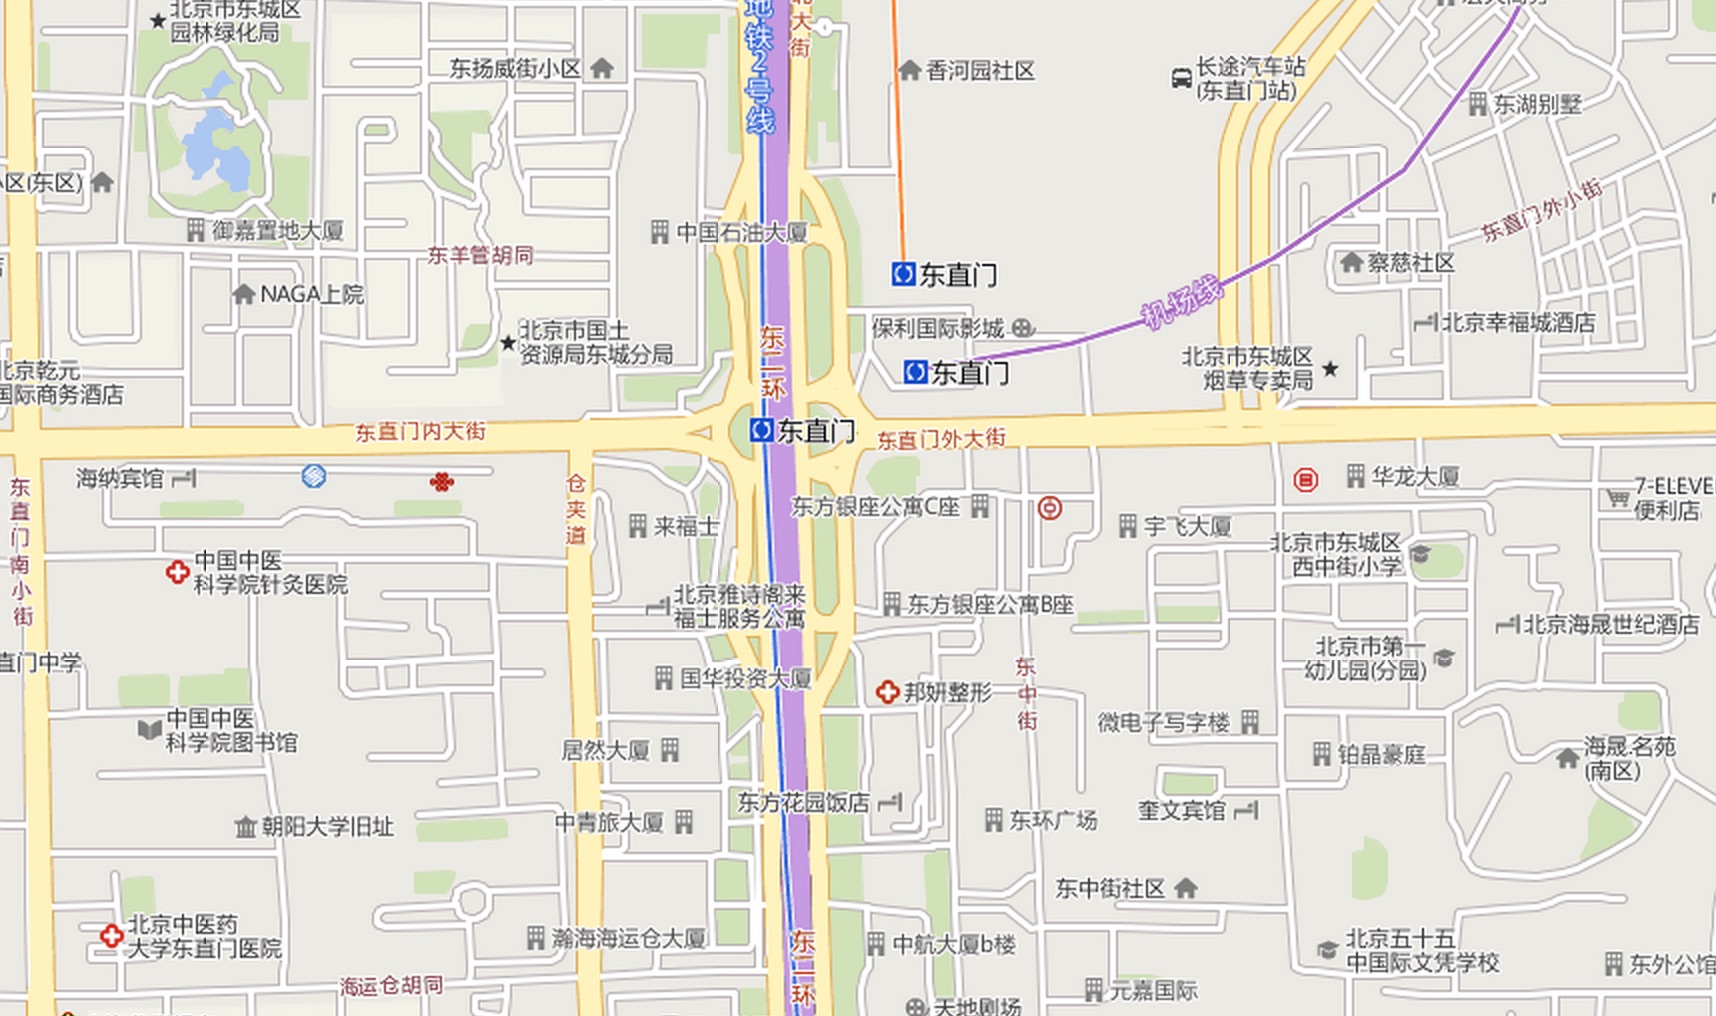 北京市东城区
园林绿化局
东扬威街小区
地铁2号线
大街
香河园社区
长途汽车站
(东直门站)
东湖别墅
区(东区)
御嘉置地大厦
中国石油大厦
东直门外小街
东羊管胡同
察慈社区
NAGA上院
东直门
机场线
北京市国土
资源局东城分局
东二环
保利国际影城
北京幸福城酒店
北京乾元
国际商务酒店
东直门
北京市东城区
烟草专卖局
东直门内大街
东直门
东直门外大街
海纳宾馆
东直门南小街
仓夹道
东方银座公寓C座
华龙大厦
7-ELEVE
便利店
来福士
宇飞大厦
北京市东城区
西中街小学
中国中医
科学院针灸医院
北京雅诗阁来
福士服务公寓
东方银座公寓B座
北京海晟世纪酒店
直门中学
北京市第一
幼儿园(分园)
国华投资大厦
邦妍整形
东中街
中国中医
科学院图书馆
微电子写字楼
居然大厦
铂晶豪庭
海晟.名苑
(南区)
东方花园饭店
奎文宾馆
朝阳大学旧址
中青旅大厦
东环广场
东中街社区
北京中医药
大学东直门医院
瀚海海运仓大厦
东二环
中航大厦b楼
北京五十五
中国际文凭学校
东外公馆
海运仓胡同
元嘉国际
天地剧场